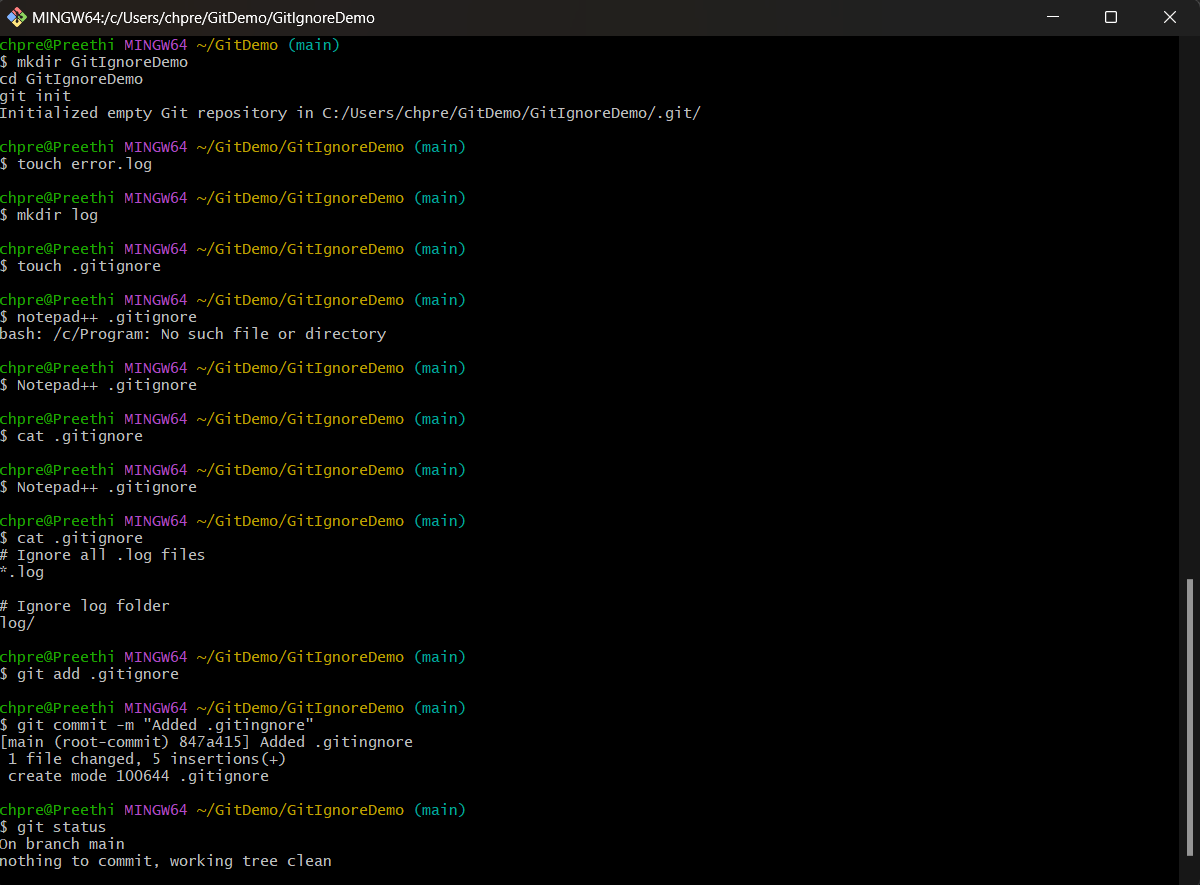 MINGW64:/c/Users/chpre/GitDemo/GitIgnoreDemo
chpre@Preethi MINGW64 ~/GitDemo (main)
$ mkdir GitIgnoreDemo
cd GitIgnoreDemo
git init
Initialized empty Git repository in C:/Users/chpre/GitDemo/GitIgnoreDemo/.git/
chpre@Preethi MINGW64 ~/GitDemo/GitIgnoreDemo (main)
$ touch error.log
chpre@Preethi MINGW64 ~/GitDemo/GitIgnoreDemo (main)
$ mkdir log
chpre@Preethi MINGW64 ~/GitDemo/GitIgnoreDemo (main)
$ touch .gitignore
chpre@Preethi MINGW64 ~/GitDemo/GitIgnoreDemo (main)
$ notepad++ .gitignore
bash: /c/Program: No such file or directory
chpre@Preethi MINGW64 ~/GitDemo/GitIgnoreDemo (main)
$ Notepad++ .gitignore
chpre@Preethi MINGW64 ~/GitDemo/GitIgnoreDemo (main)
$ cat .gitignore
chpre@Preethi MINGW64 ~/GitDemo/GitIgnoreDemo (main)
$ Notepad++ .gitignore
chpre@Preethi MINGW64 ~/GitDemo/GitIgnoreDemo (main)
$ cat .gitignore
# Ignore all .log files
*.log
# Ignore log folder
log/
chpre@Preethi MINGW64 ~/GitDemo/GitIgnoreDemo (main)
$ git add .gitignore
chpre@Preethi MINGW64 ~/GitDemo/GitIgnoreDemo (main)
$ git commit -m "Added .gitingnore"
[main (root-commit) 847a415] Added .gitingnore
1 file changed, 5 insertions(+)
create mode 100644 .gitignore
chpre@Preethi MINGW64 ~/GitDemo/GitIgnoreDemo (main)
$ git status
On branch main
nothing to commit, working tree clean